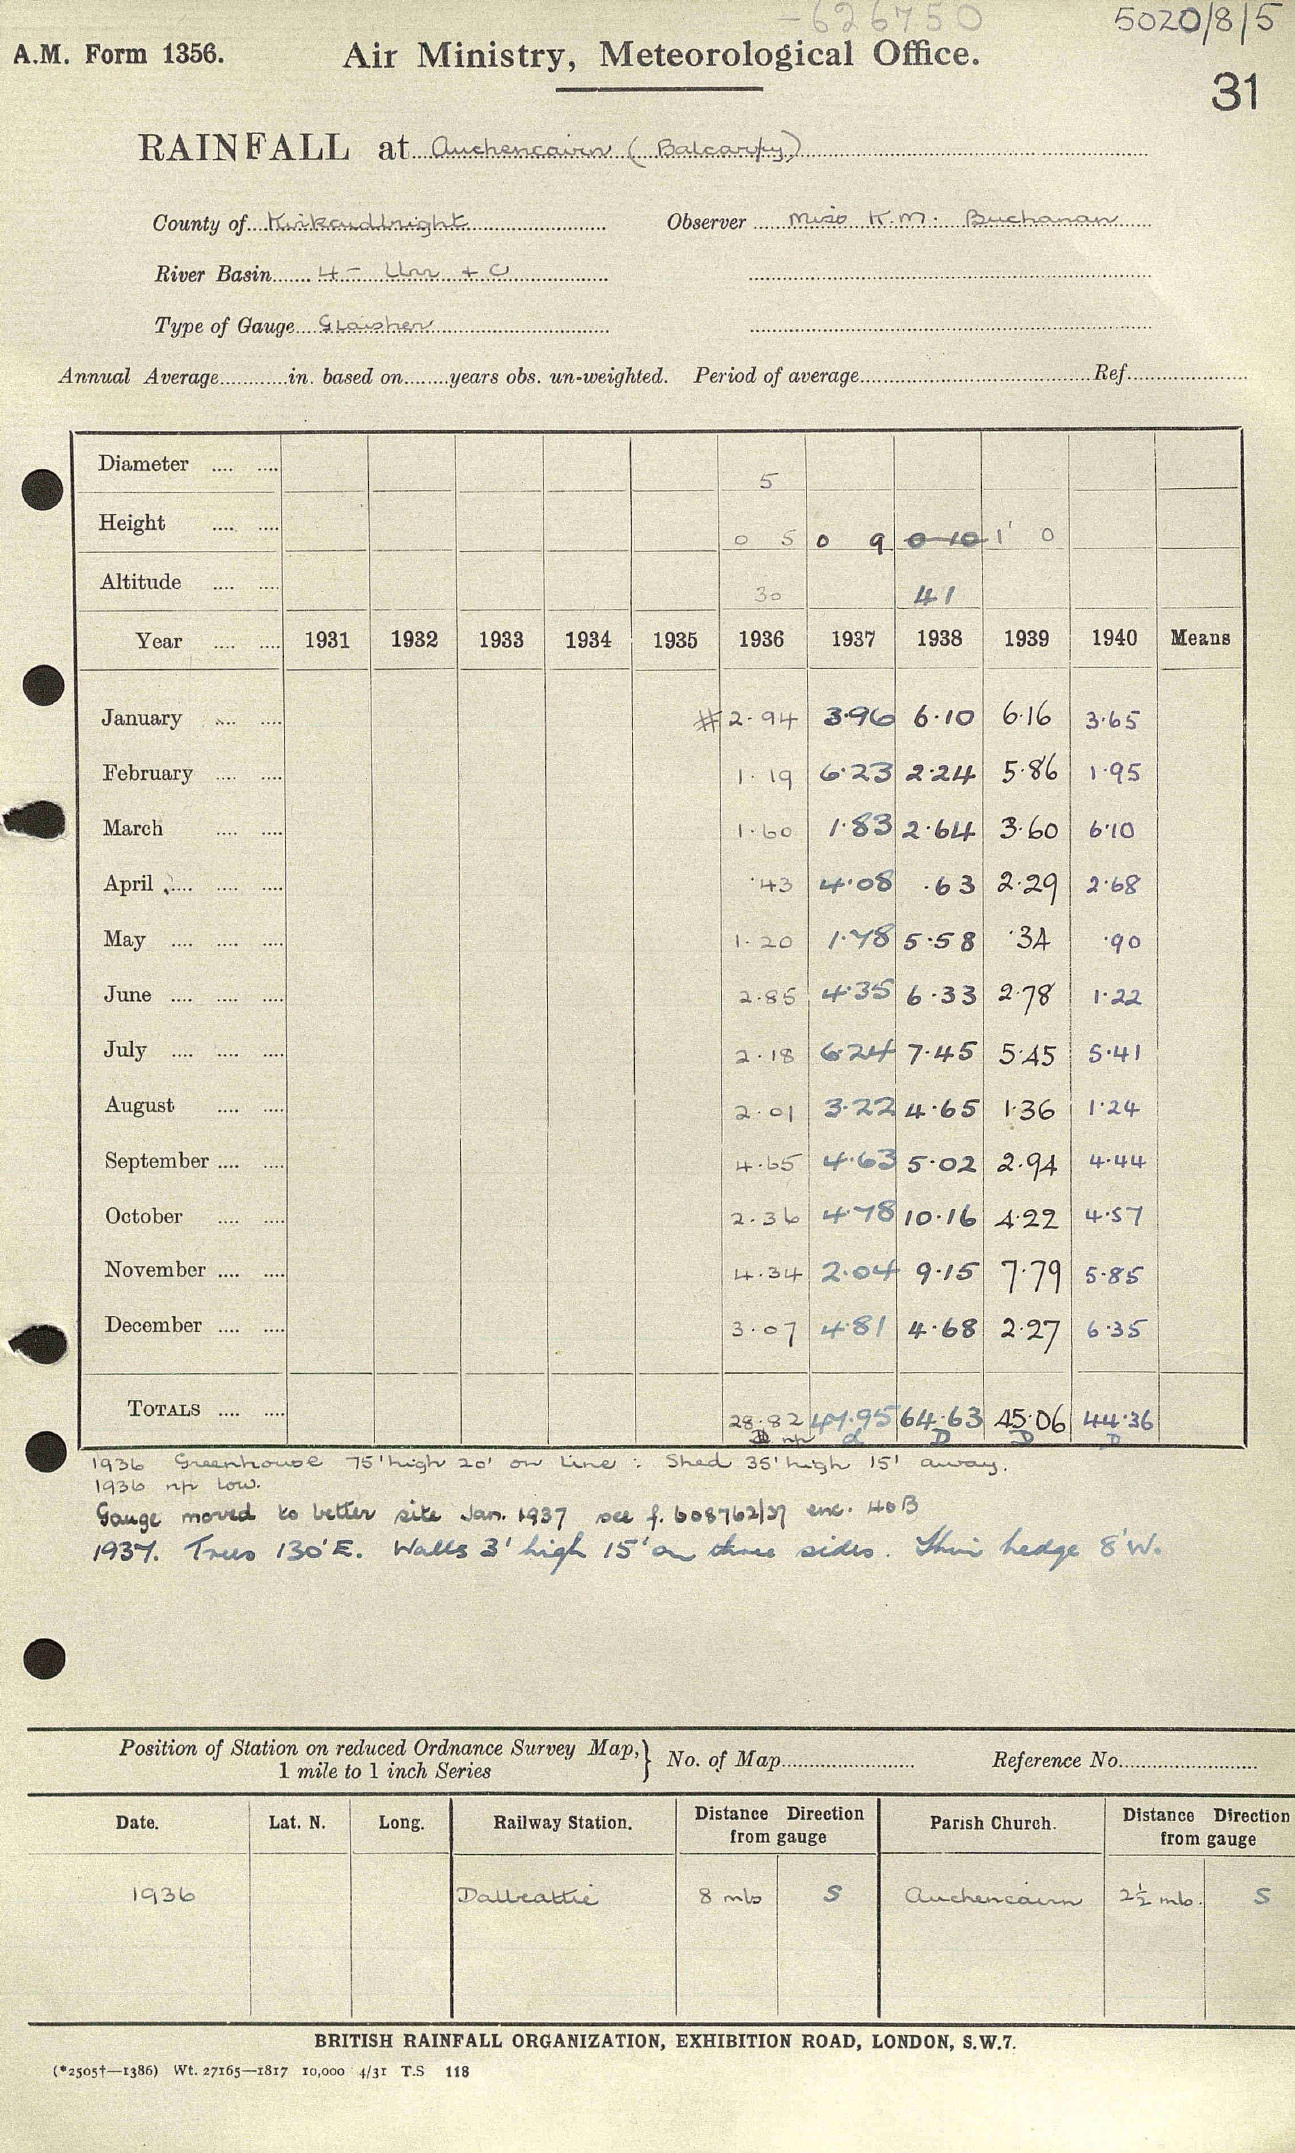 -626750 5020/8/5
A.M. Form 1356. Air Ministry, Meteorological Office.
31
RAINFALL at Auchencairn (Balcarry)
County of Kirkcudbright Observer Miss K.M. Buchanan
River Basin 4- Urr + C
Type of Gauge Glaisher
Annual Average in. based on years obs. un-weighted. Period of average Ref
Diameter 5
Height 0 5 0 9 0 10 1' 0
Altitude 30 41
Year 1931 1932 1933 1934 1935 1936 1937 1938 1939 1940 Means
January # 2.94 3.96 6.10 6.16 3.65
February 1.19 6.23 2.24 5.86 1.95
March 1.60 1.83 2.64 3.60 6.10
April .43 4.08 .63 2.29 2.68
May 1.20 1.78 5.58 .34 .90
June 2.85 4.35 6.33 2.78 1.22
July 2.18 6.24 7.45 5.45 5.41
August 2.01 3.22 4.65 1.36 1.24
September 4.65 4.63 5.02 2.94 4.44
October 2.36 4.78 10.16 4.22 4.57
November 4.34 2.04 9.15 7.79 5.85
December 3.07 4.81 4.68 2.27 6.35
TOTALS 28.82 47.95 64.63 45.06 44.36
D np d D D D
1936 Greenhouse 75' high 20' on line : Shed 35' high 15' away.
1936 np low.
Gauge moved to better site Jan. 1937 see f. 608762/37 enc. 40B
1937. Trees 130' E. Walls 3' high 15' on three sides. Thin hedge 8' W.
Position of Station on reduced Ordnance Survey Map, 1 mile to 1 inch Series } No. of Map Reference No.
Date. Lat. N. Long. Railway Station. Distance Direction from gauge Parish Church. Distance Direction from gauge
1936 Dalbeattie 8 mls S Auchencairn 2½ mls. S
BRITISH RAINFALL ORGANIZATION, EXHIBITION ROAD, LONDON, S.W.7.
(*2505†—1386) Wt. 27165—1817 10,000 4/31 T.S 118